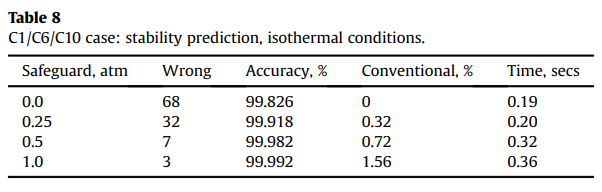 Table 8
C1/C6/C10 case: stability prediction, isothermal conditions.
Safeguard, atm Wrong Accuracy, % Conventional, % Time, secs
0.0 68 99.826 0 0.19
0.25 32 99.918 0.32 0.20
0.5 7 99.982 0.72 0.32
1.0 3 99.992 1.56 0.36